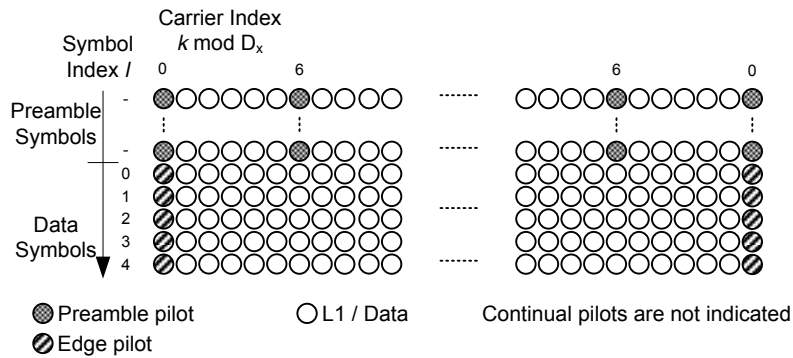 Carrier Index
k mod Dx
Symbol
Index l
0 6 6 0
-
Preamble
Symbols
-
0
1
2
3
4
Data
Symbols
Preamble pilot
L1 / Data
Continual pilots are not indicated
Edge pilot